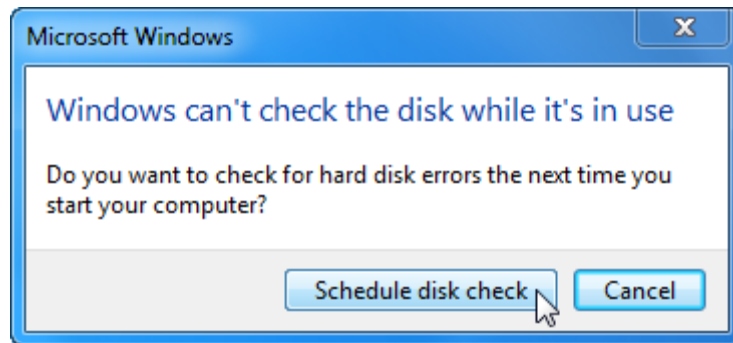 Microsoft Windows
Windows can't check the disk while it's in use
Do you want to check for hard disk errors the next time you
start your computer?
Schedule disk check
Cancel